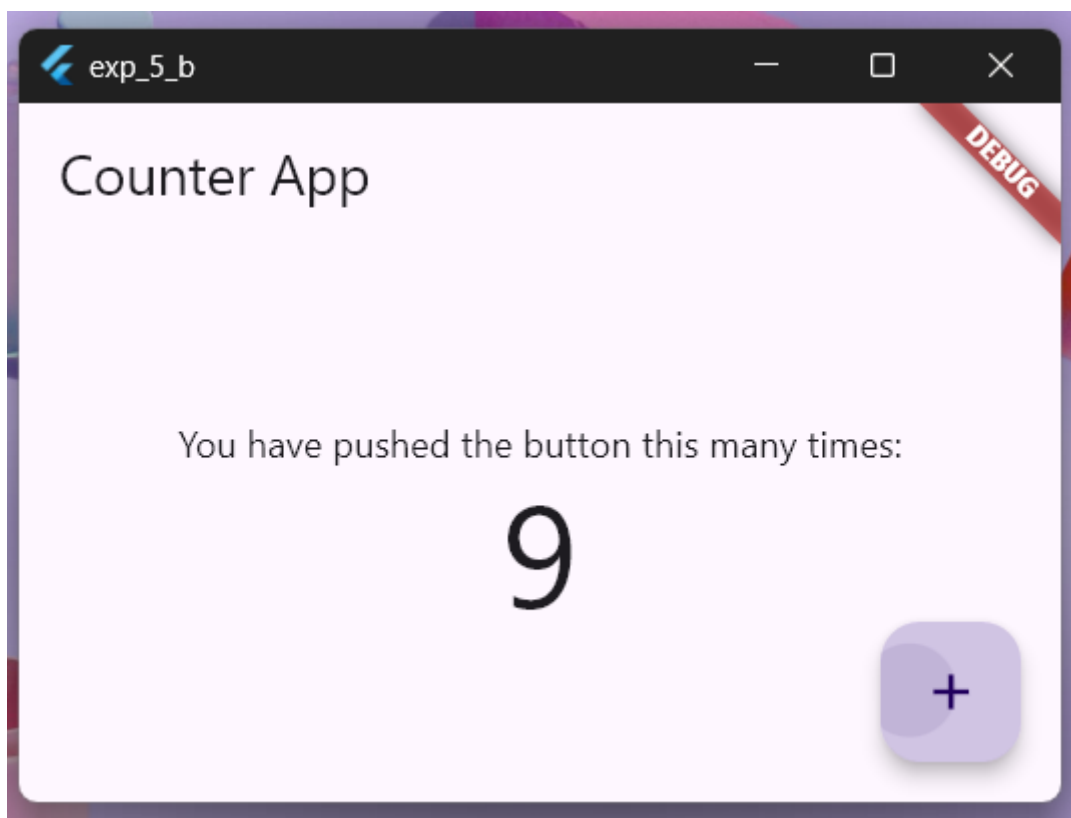 exp_5_b
DEBUG
Counter App
You have pushed the button this many times:
9
+